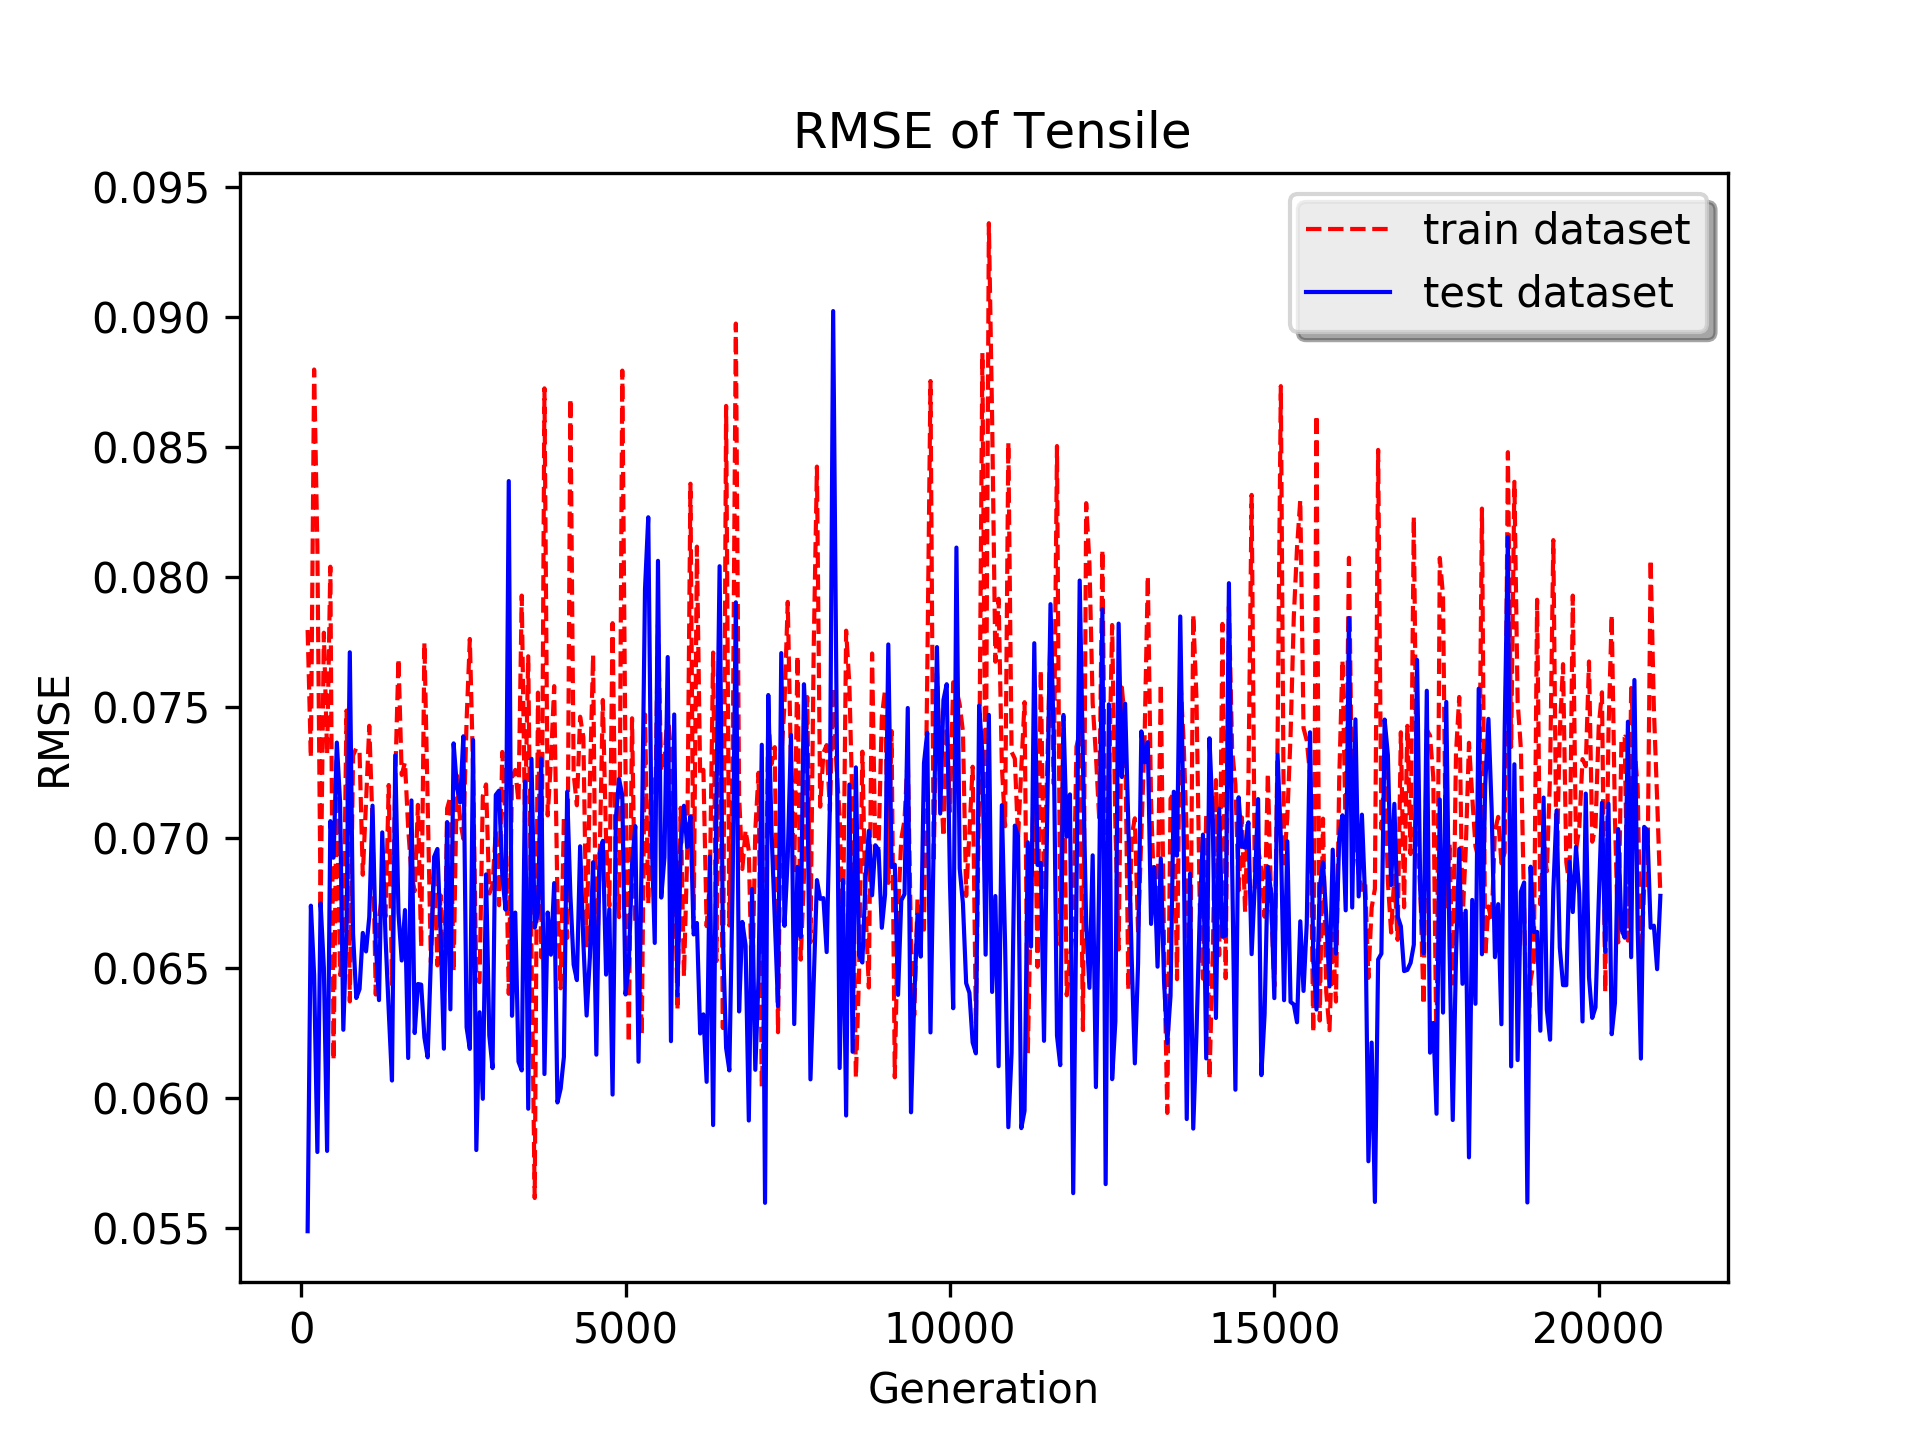 RMSE of Tensile
train dataset
test dataset
0.095
0.090
0.085
0.080
0.075
0.070
0.065
0.060
0.055
RMSE
0 5000 10000 15000 20000
Generation